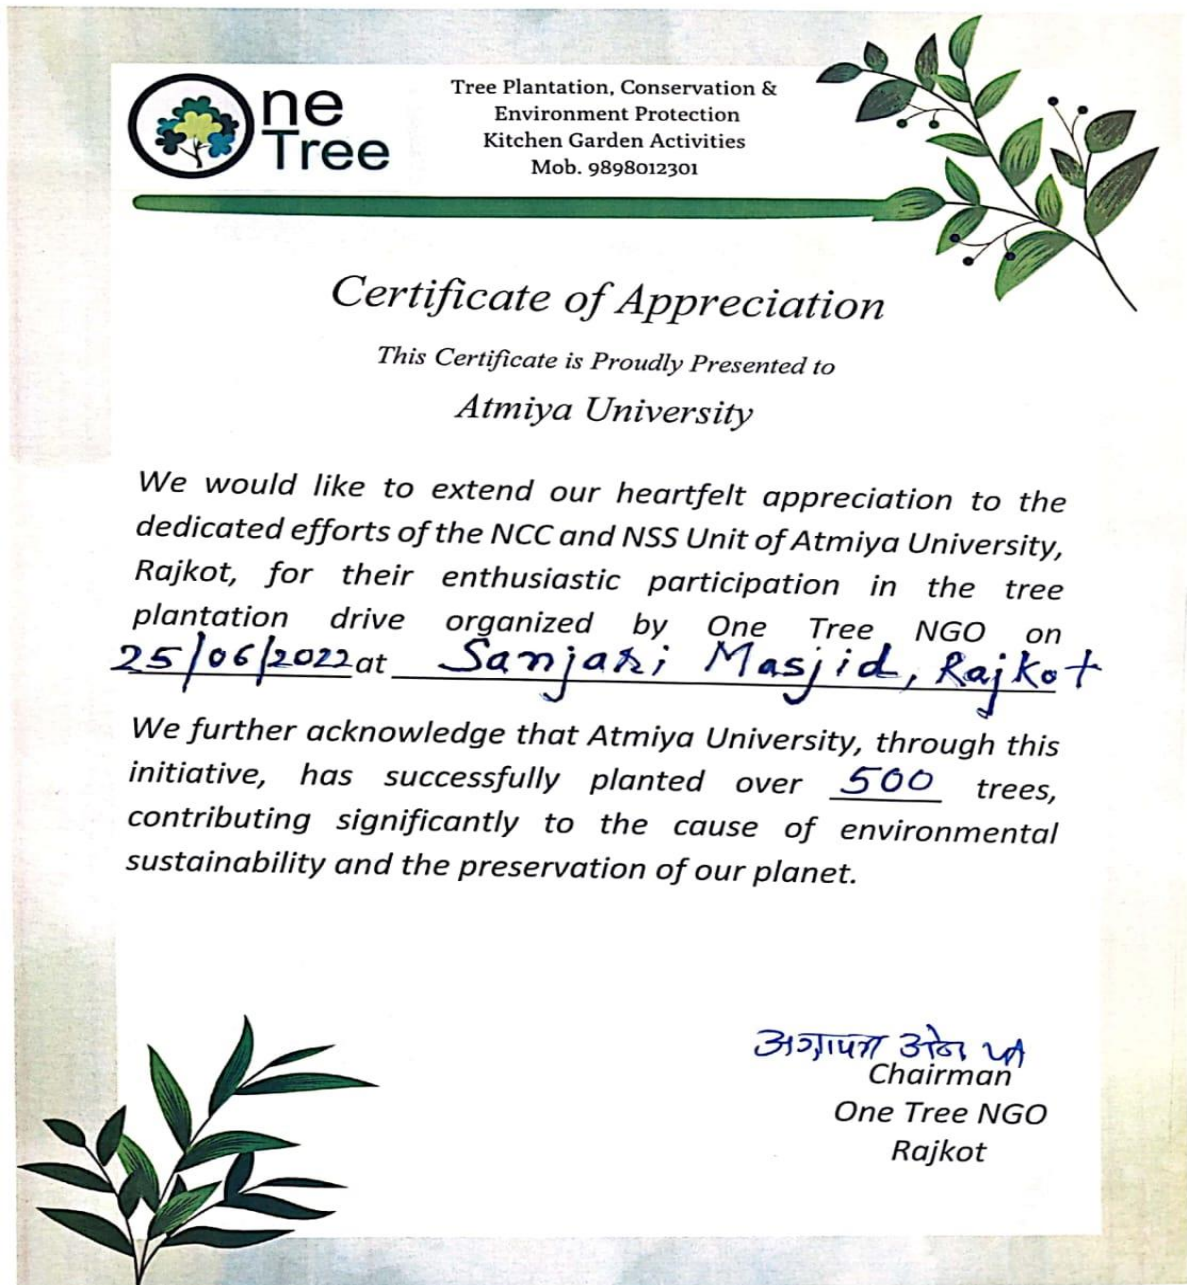 One
Tree
Tree Plantation, Conservation &
Environment Protection
Kitchen Garden Activities
Mob. 9898012301
Certificate of Appreciation
This Certificate is Proudly Presented to
Atmiya University
We would like to extend our heartfelt appreciation to the
dedicated efforts of the NCC and NSS Unit of Atmiya University,
Rajkot, for their enthusiastic participation in the tree
plantation drive organized by One Tree NGO on
25/06/2022 at Sanjari Masjid, Rajkot
We further acknowledge that Atmiya University, through this
initiative, has successfully planted over 500 trees,
contributing significantly to the cause of environmental
sustainability and the preservation of our planet.
Chairman
One Tree NGO
Rajkot